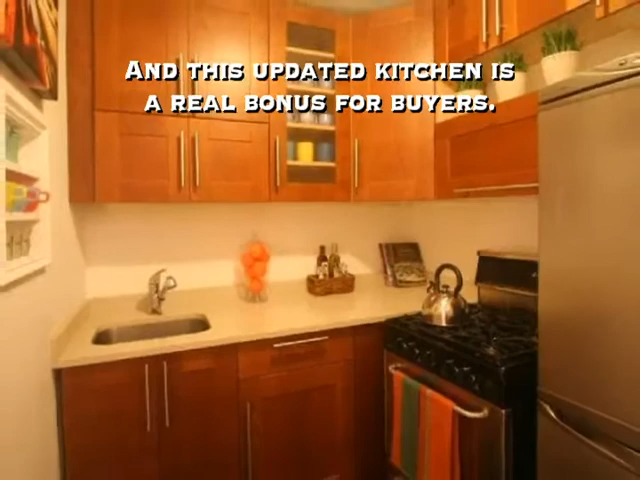 And this updated kitchen is
a real bonus for buyers.